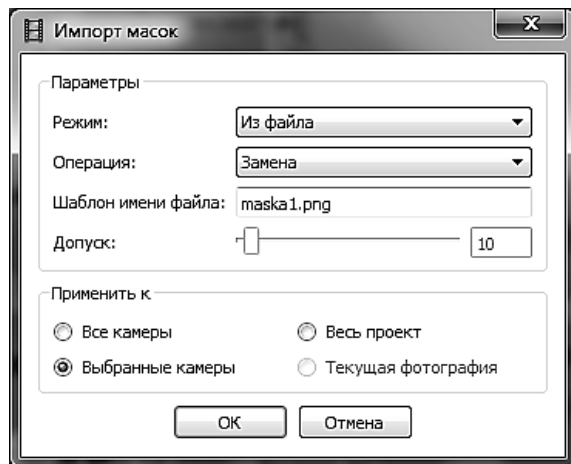 Импорт масок
Параметры
Режим: Из файла
Операция: Замена
Шаблон имени файла: maska1.png
Допуск: 10
Применить к
Все камеры Весь проект
Выбранные камеры Текущая фотография
ОК Отмена